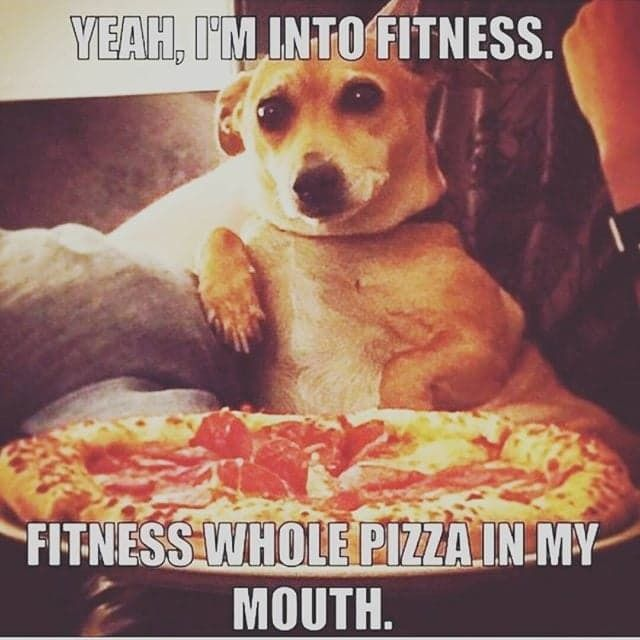 YEAH, I'M INTO FITNESS.
FITNESS WHOLE PIZZA IN MY
MOUTH.